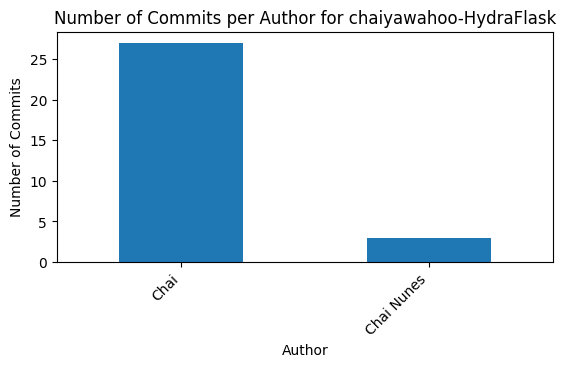 Number of Commits per Author for chaiyawahoo-HydraFlask
Number of Commits
25
20
15
10
5
0
Chai
Chai Nunes
Author